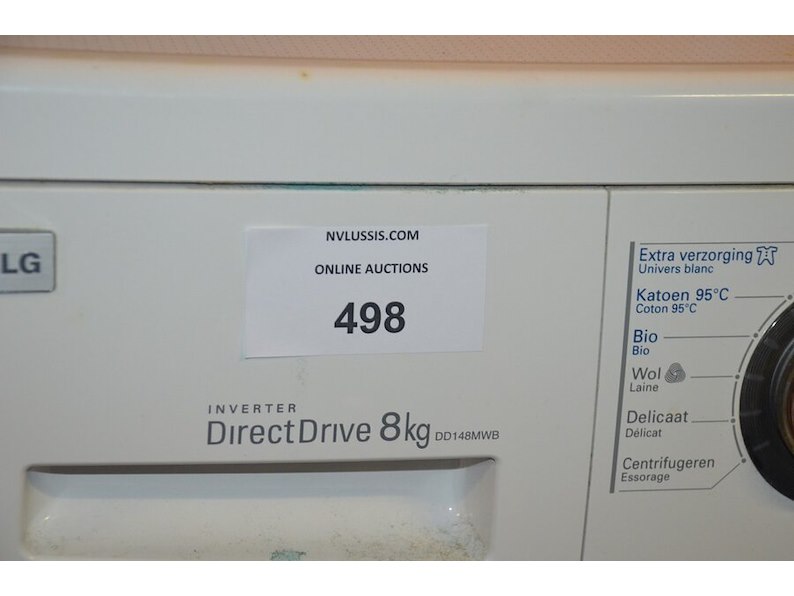 NVLUSSIS.COM
ONLINE AUCTIONS
498
LG
INVERTER
DirectDrive 8kg DD148MWB
Extra verzorging
Univers blanc
Katoen 95°C
Coton 95°C
Bio
Bio
Wol
Laine
Delicaat
Délicat
Centrifugeren
Essorage